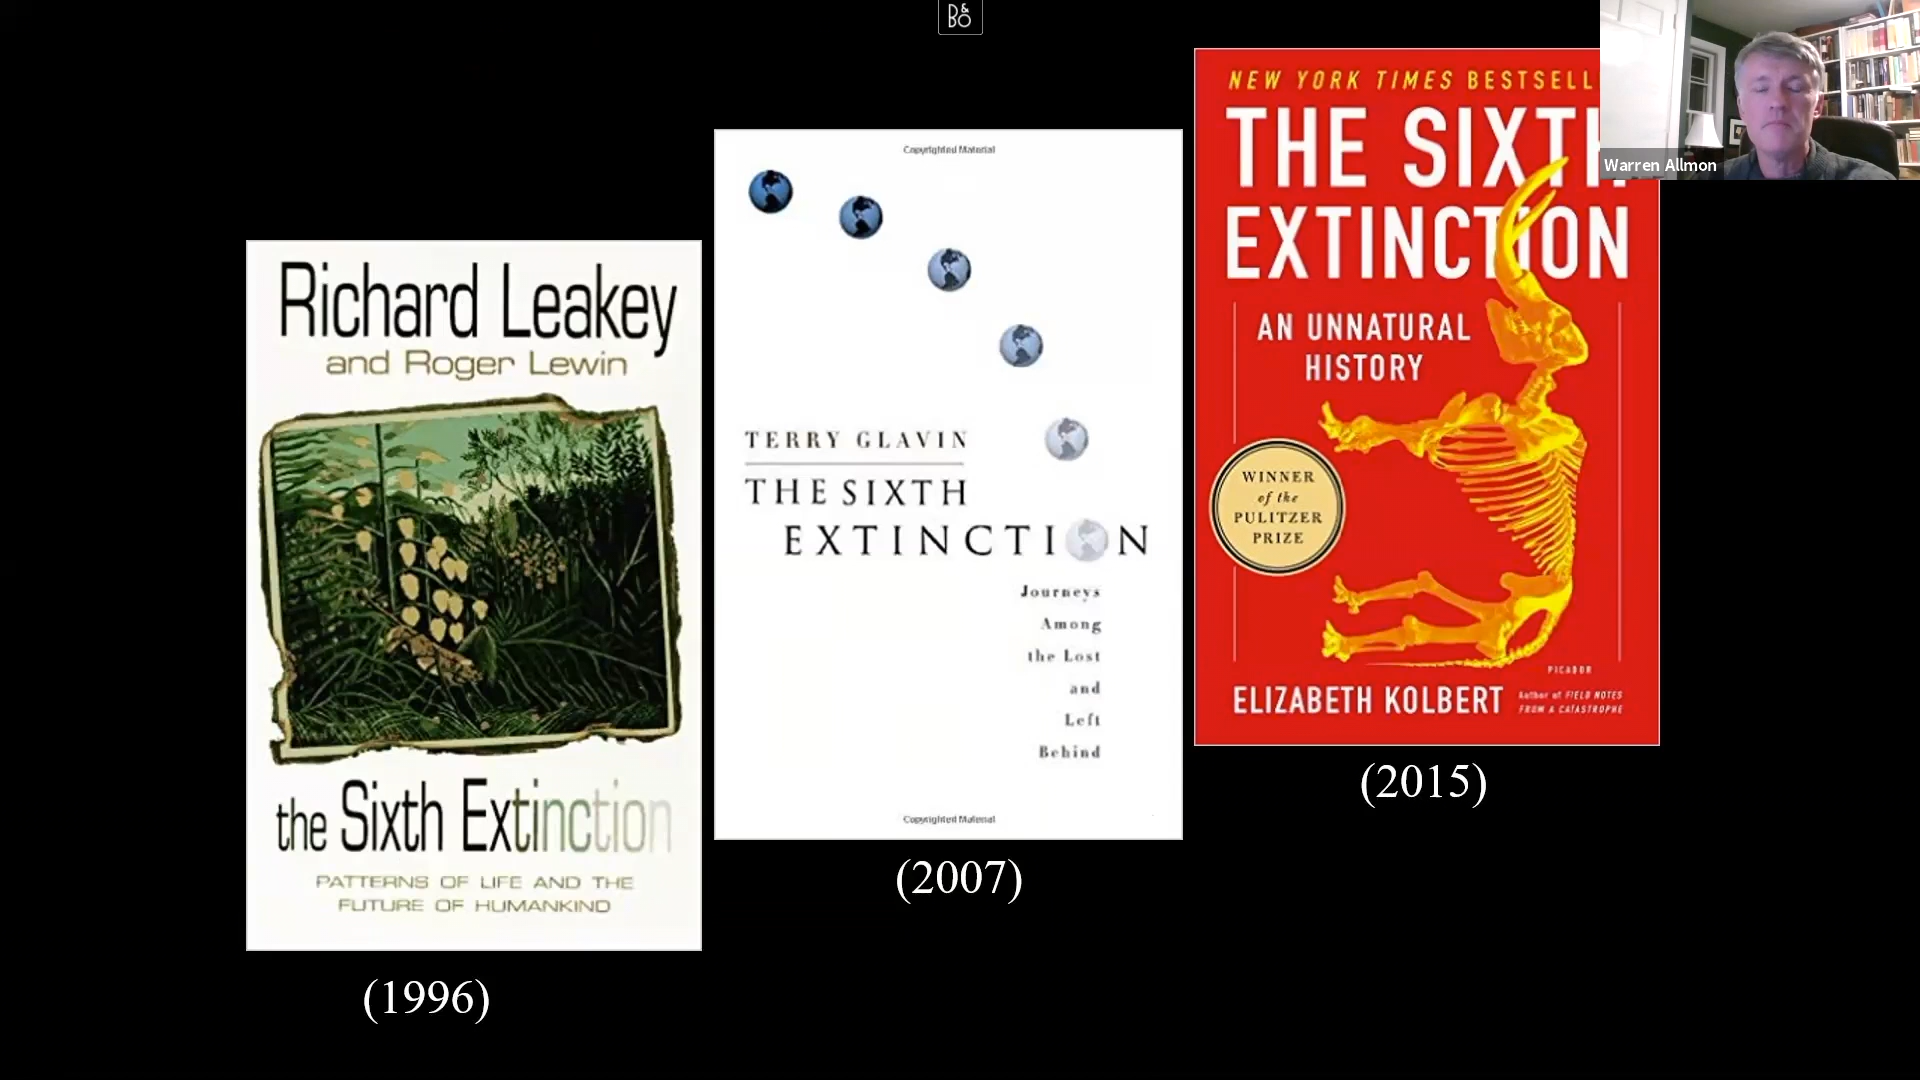 B&O
Richard Leakey
and Roger Lewin
the Sixth Extinction
PATTERNS OF LIFE AND THE
FUTURE OF HUMANKIND
(1996)
Copyrighted Material
TERRY GLAVIN
THE SIXTH
EXTINCTION
Journeys
Among
the Lost
and
Left
Behind
Copyrighted Material
(2007)
NEW YORK TIMES BESTSELL
THE SIXTH
EXTINCTION
AN UNNATURAL
HISTORY
WINNER
of the
PULITZER
PRIZE
PICADOR
ELIZABETH KOLBERT
Author of FIELD NOTES
FROM A CATASTROPHE
(2015)
Warren Allmon